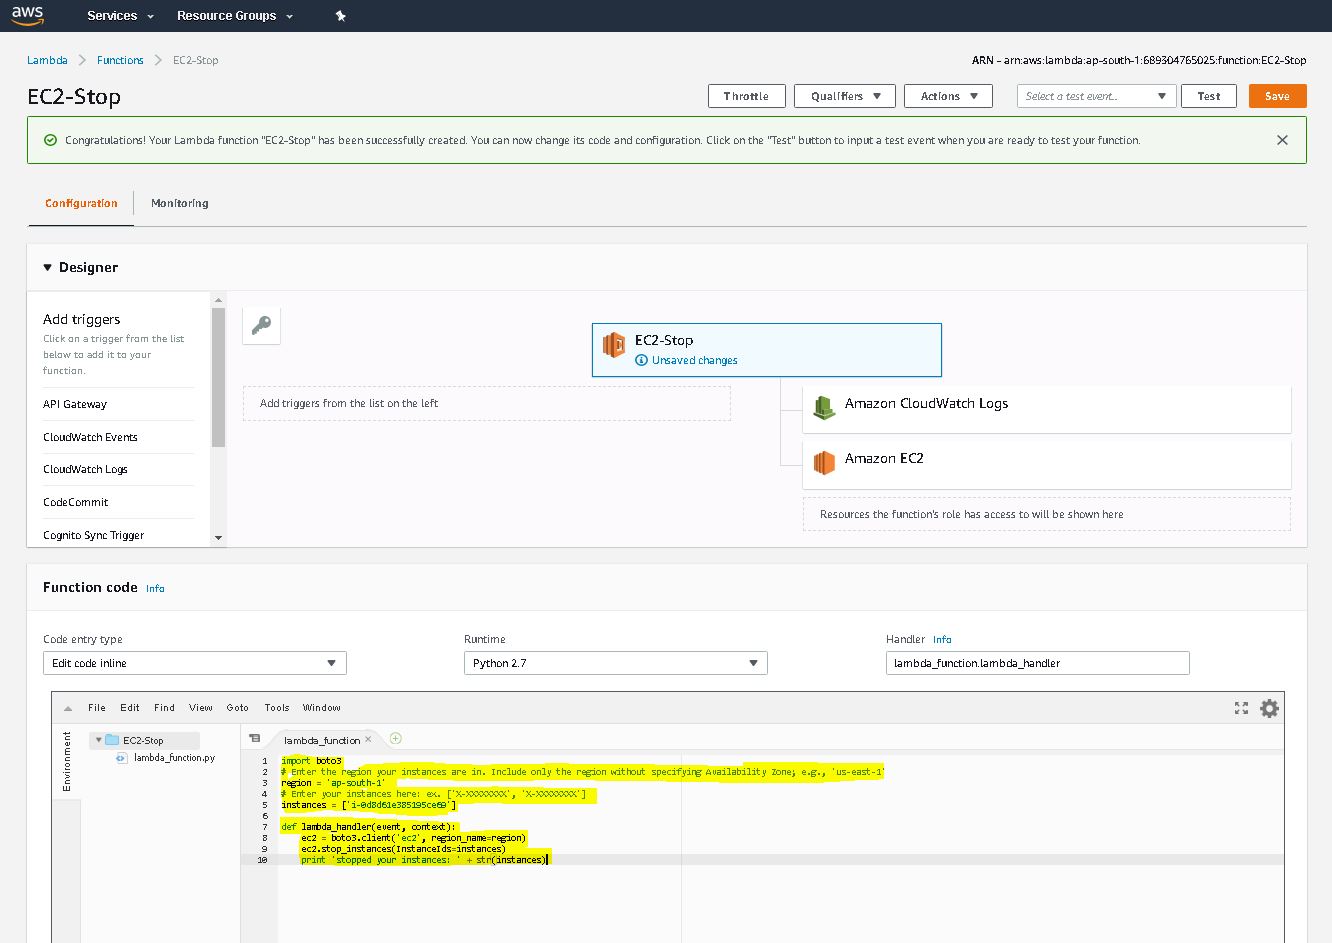 aws Services Resource Groups
Lambda Functions EC2-Stop ARN - arn:aws:lambda:ap-south-1:689304765025:function:EC2-Stop
EC2-Stop Throttle Qualifiers Actions Select a test event.. Test Save
Congratulations! Your Lambda function "EC2-Stop" has been successfully created. You can now change its code and configuration. Click on the "Test" button to input a test event when you are ready to test your function.
Configuration Monitoring
Designer
Add triggers
Click on a trigger from the list
below to add it to your
function.
API Gateway
CloudWatch Events
CloudWatch Logs
CodeCommit
Cognito Sync Trigger
EC2-Stop
Unsaved changes
Add triggers from the list on the left
Amazon CloudWatch Logs
Amazon EC2
Resources the function's role has access to will be shown here
Function code Info
Code entry type Runtime Handler Info
Edit code inline Python 2.7 lambda_function.lambda_handler
File Edit Find View Goto Tools Window
Environment
EC2-Stop
lambda_function.py
lambda_function
1 import boto3
2 # Enter the region your instances are in. Include only the region without specifying Availability Zone; e.g., 'us-east-1'
3 region = 'ap-south-1'
4 # Enter your instances here: ex. ['X-XXXXXXXX', 'X-XXXXXXXX']
5 instances = ['i-0d8d61e385195ce69']
6
7 def lambda_handler(event, context):
8 ec2 = boto3.client('ec2', region_name=region)
9 ec2.stop_instances(InstanceIds=instances)
10 print 'stopped your instances: ' + str(instances)